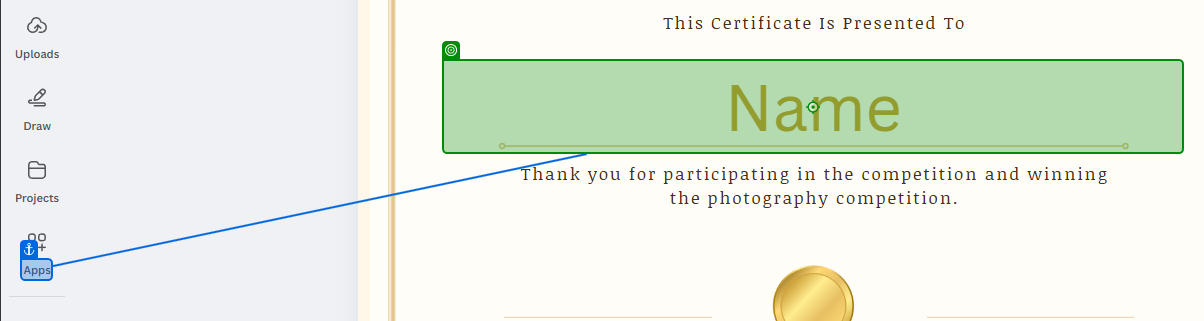 Uploads
Draw
Projects
Apps
This Certificate Is Presented To
Name
Thank you for participating in the competition and winning
the photography competition.